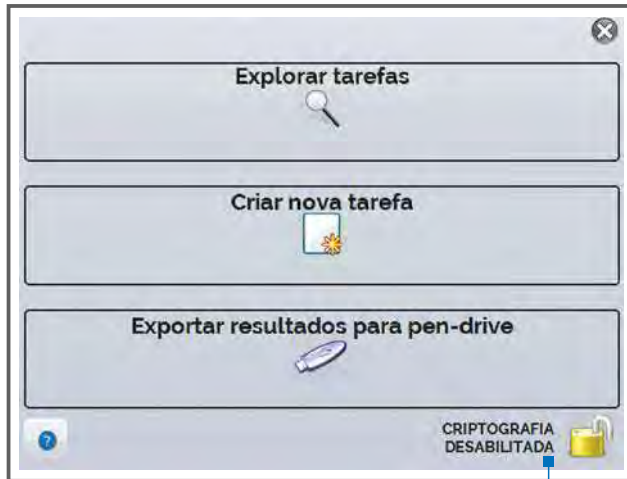 Explorar tarefas
Criar nova tarefa
Exportar resultados para pen-drive
?
CRIPTOGRAFIA
DESABILITADA